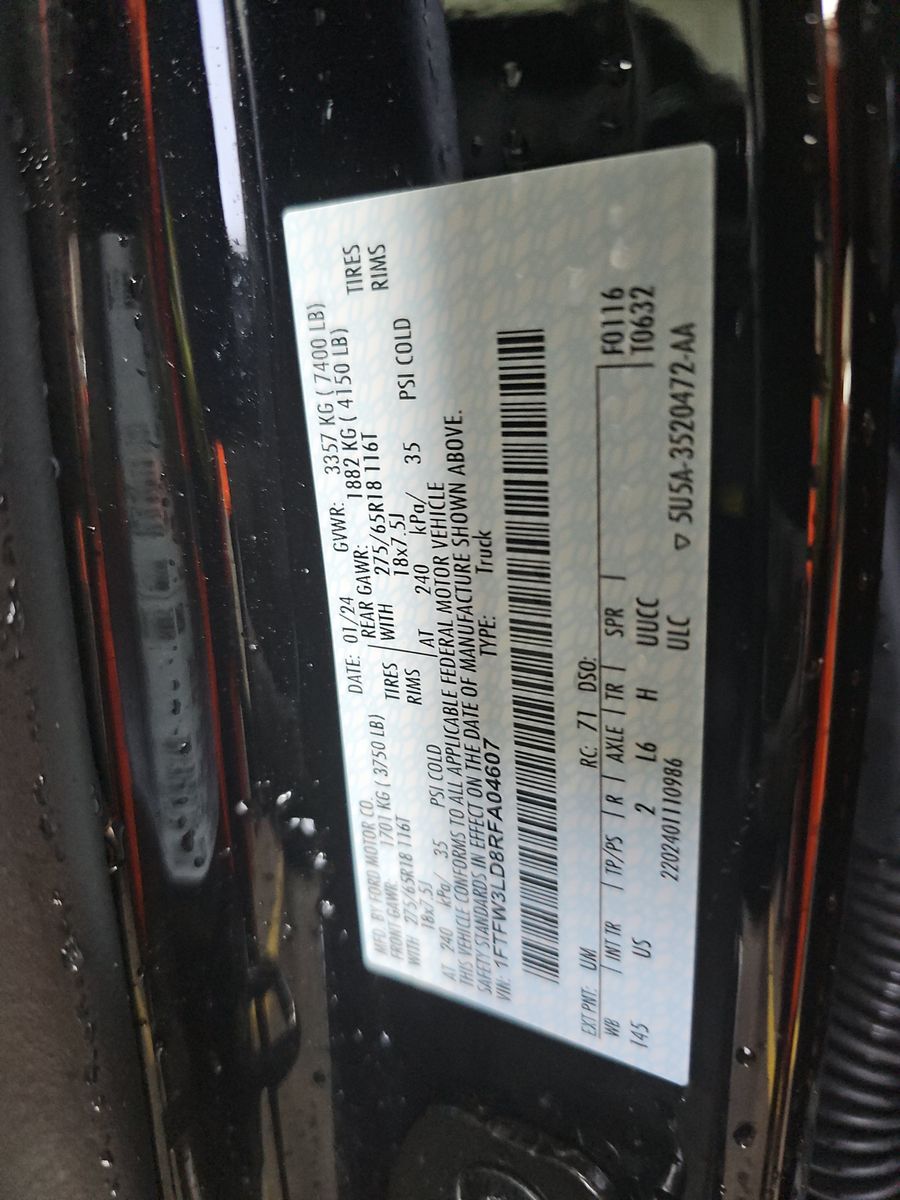 MFD. BY FORD MOTOR CO.
DATE: 01/24 GVWR: 3357 KG ( 7400 LB)
FRONT GAWR: 1701 KG ( 3750 LB) REAR GAWR: 1882 KG ( 4150 LB)
WITH 275/65R18 116T TIRES WITH 275/65R18 116T TIRES
18x7.5J RIMS 18x7.5J RIMS
AT 240 kPa/ 35 PSI COLD AT 240 kPa/ 35 PSI COLD
THIS VEHICLE CONFORMS TO ALL APPLICABLE FEDERAL MOTOR VEHICLE
SAFETY STANDARDS IN EFFECT ON THE DATE OF MANUFACTURE SHOWN ABOVE.
VIN: 1FTFW3LD8RFA04607 TYPE: Truck
EXT PNT: UM RC: 71 DSO: F0116
WB INT TR TP/PS R AXLE TR SPR T0632
145 US 2 L6 H UUCC
2202401110986 ULC ▽ 5U5A-3520472-AA